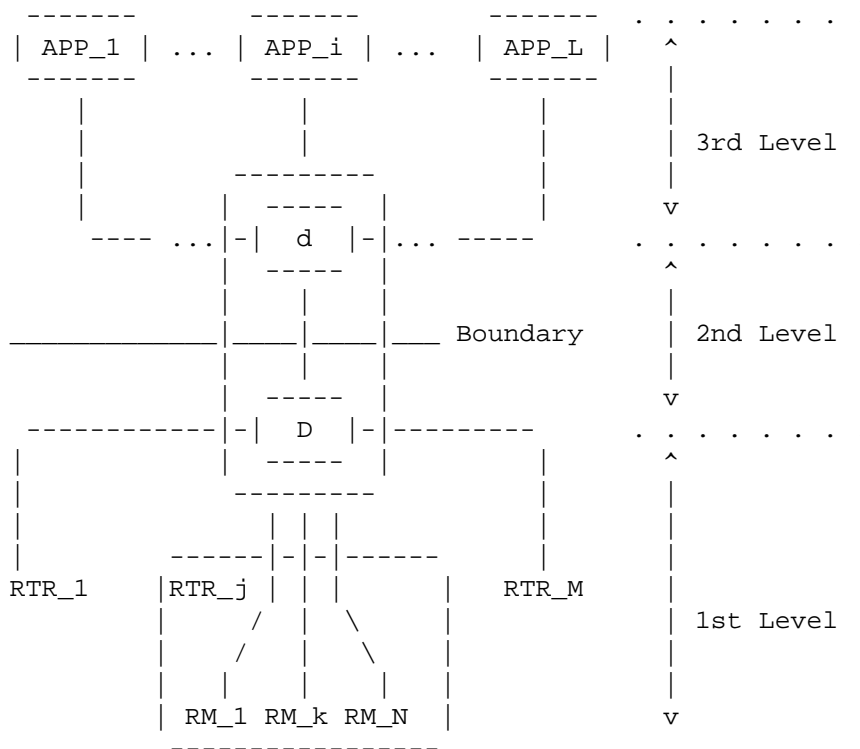 APP_1 ... APP_i ... APP_L
3rd Level
... d ...
Boundary 2nd Level
D
RTR_1 RTR_j RTR_M
1st Level
RM_1 RM_k RM_N